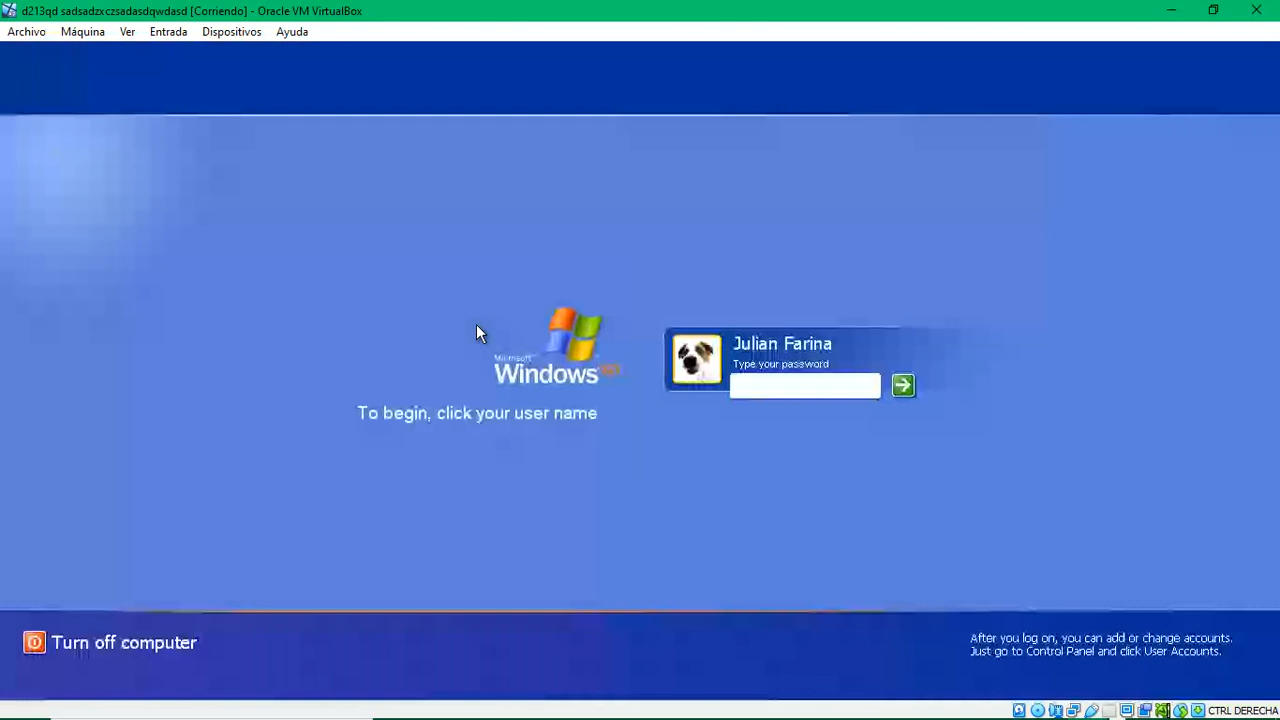 d213qd sadsadzxczsadasdqwdasd [Corriendo] - Oracle VM VirtualBox
Archivo Máquina Ver Entrada Dispositivos Ayuda
Microsoft
Windows xp
To begin, click your user name
Julian Farina
Type your password
Turn off computer
After you log on, you can add or change accounts.
Just go to Control Panel and click User Accounts.
CTRL DERECHA